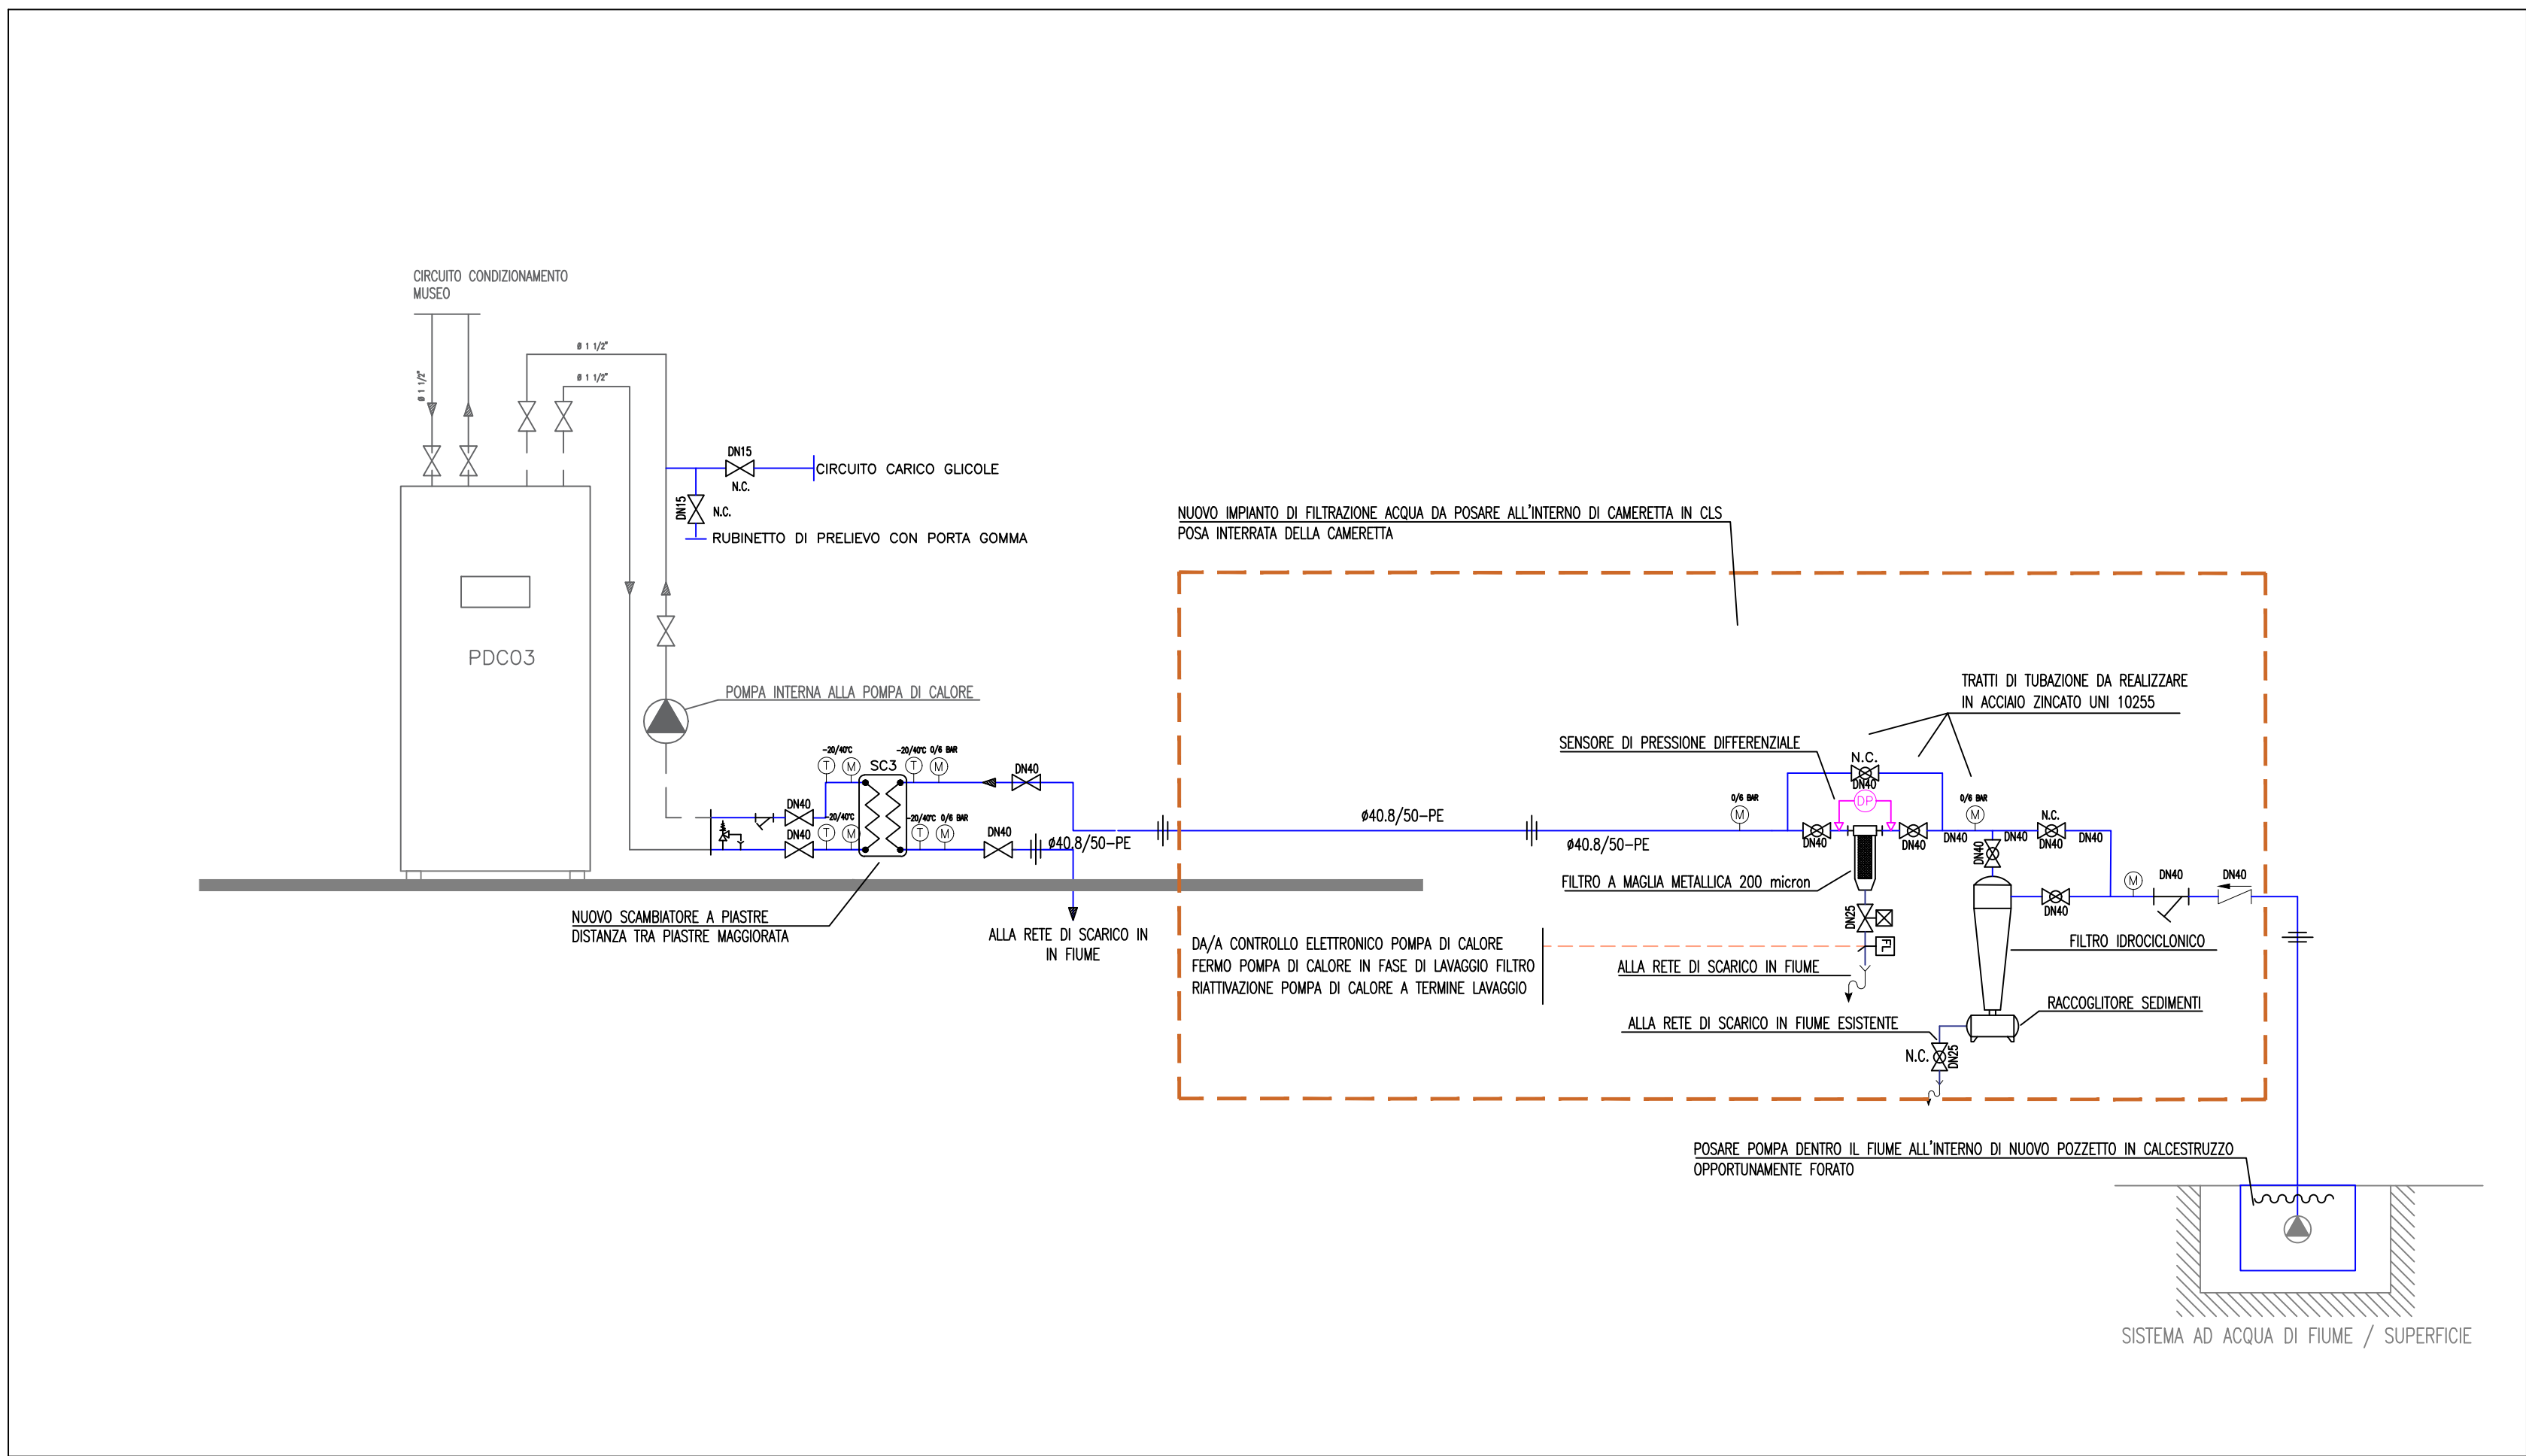 CIRCUITO CONDIZIONAMENTO
MUSEO
Ø 1 1/2"
Ø 1 1/2"
Ø 1 1/2"
DN15
CIRCUITO CARICO GLICOLE
N.C.
DN15
N.C.
RUBINETTO DI PRELIEVO CON PORTA GOMMA
PDC03
POMPA INTERNA ALLA POMPA DI CALORE
-20/40°C
-20/40°C 0/6 BAR
SC3
T
M
T
M
DN40
DN40
-20/40°C
-20/40°C 0/6 BAR
DN40
T
M
T
M
DN40
Ø40.8/50-PE
NUOVO SCAMBIATORE A PIASTRE
DISTANZA TRA PIASTRE MAGGIORATA
ALLA RETE DI SCARICO IN
IN FIUME
NUOVO IMPIANTO DI FILTRAZIONE ACQUA DA POSARE ALL'INTERNO DI CAMERETTA IN CLS
POSA INTERRATA DELLA CAMERETTA
TRATTI DI TUBAZIONE DA REALIZZARE
IN ACCIAIO ZINCATO UNI 10255
SENSORE DI PRESSIONE DIFFERENZIALE
N.C.
DN40
DP
0/6 BAR
M
0/6 BAR
M
Ø40.8/50-PE
Ø40.8/50-PE
DN40
DN40
DN40
DN40
DN40
N.C.
DN40
DN40
FILTRO A MAGLIA METALLICA 200 micron
M
DN40
DN40
DN40
DN25
FL
FILTRO IDROCICLONICO
DA/A CONTROLLO ELETTRONICO POMPA DI CALORE
FERMO POMPA DI CALORE IN FASE DI LAVAGGIO FILTRO
RIATTIVAZIONE POMPA DI CALORE A TERMINE LAVAGGIO
ALLA RETE DI SCARICO IN FIUME
RACCOGLITORE SEDIMENTI
ALLA RETE DI SCARICO IN FIUME ESISTENTE
N.C.
DN25
POSARE POMPA DENTRO IL FIUME ALL'INTERNO DI NUOVO POZZETTO IN CALCESTRUZZO
OPPORTUNAMENTE FORATO
SISTEMA AD ACQUA DI FIUME / SUPERFICIE